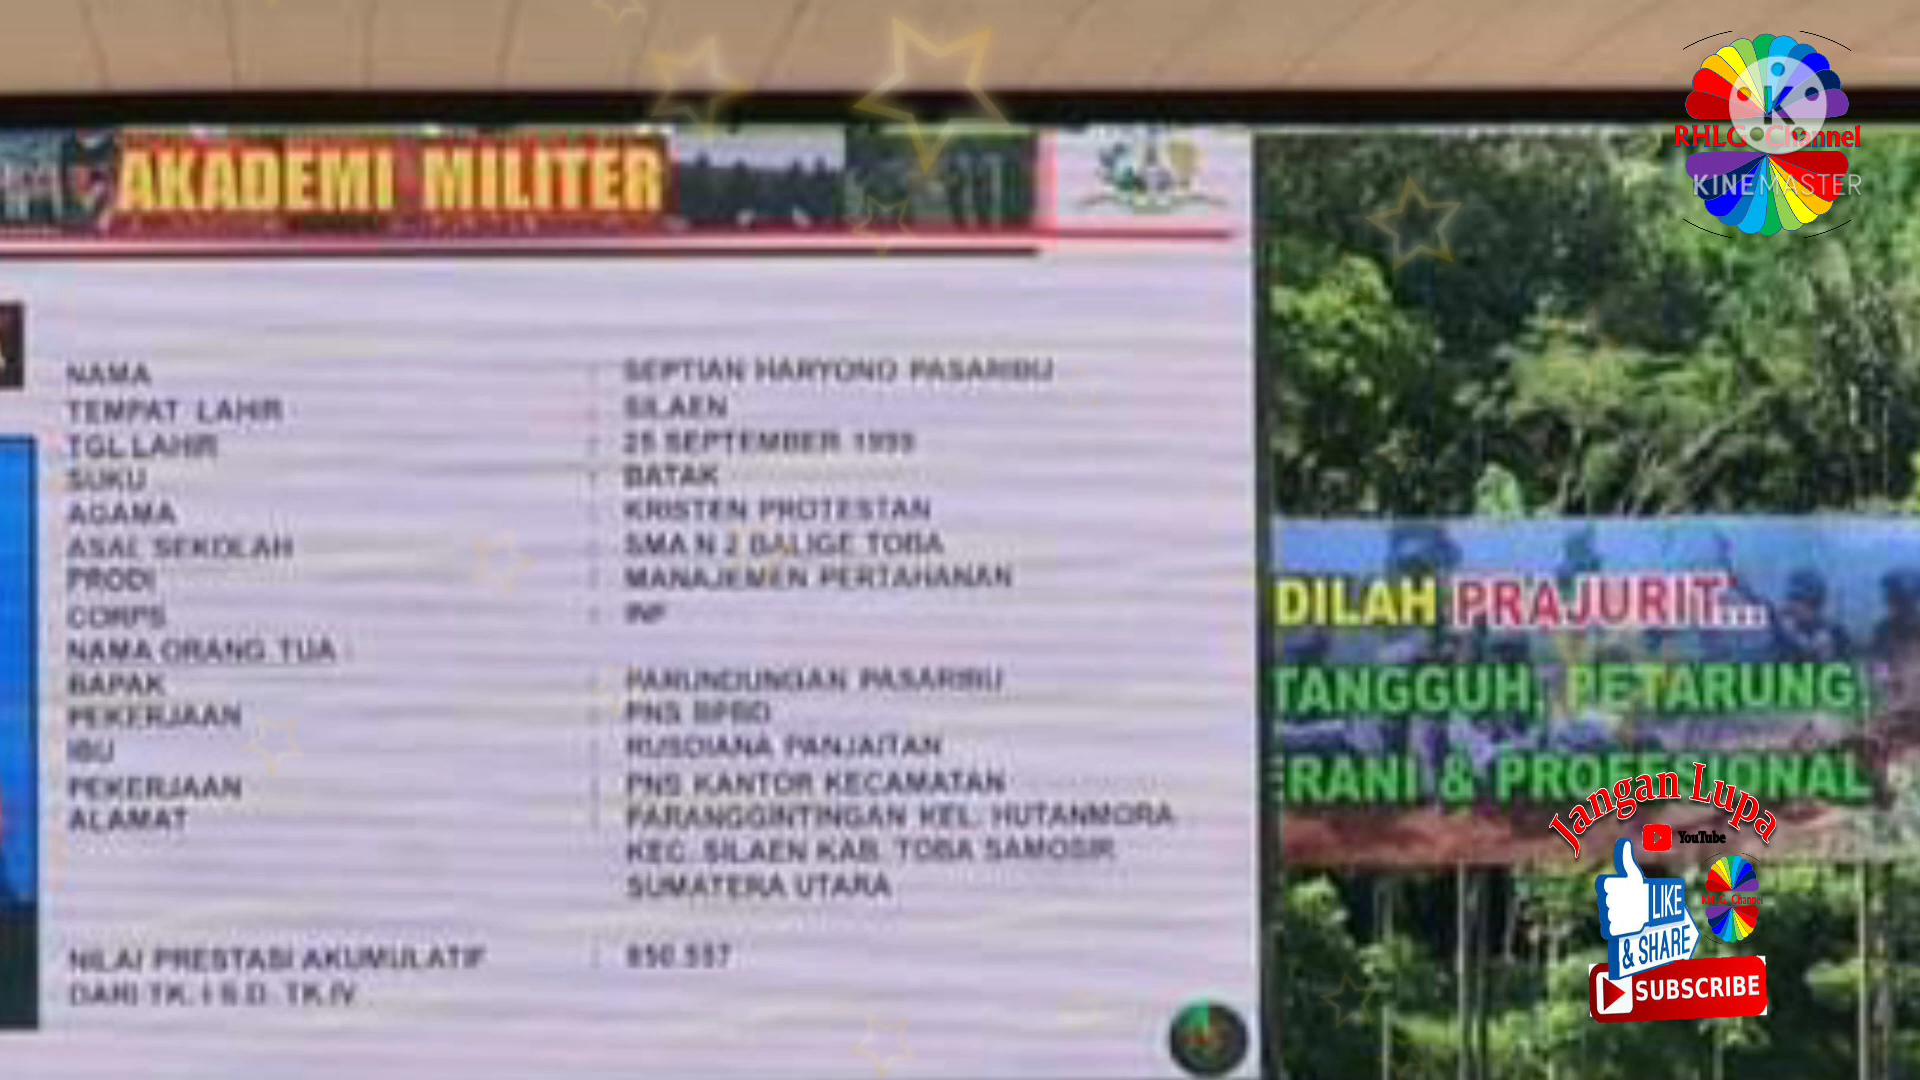 AKADEMI MILITER
NAMA : SEPTIAN HARYONO PASARIBU
TEMPAT LAHIR : SILAEN
TGL LAHIR : 25 SEPTEMBER 1999
SUKU : BATAK
AGAMA : KRISTEN PROTESTAN
ASAL SEKOLAH : SMA N 2 BALIGE TOBA
PRODI : MANAJEMEN PERTAHANAN
CORPS : INF
NAMA ORANG TUA :
BAPAK : PARUNDUNGAN PASARIBU
PEKERJAAN : PNS BPBD
IBU : RUSDIANA PANJAITAN
PEKERJAAN : PNS KANTOR KECAMATAN
ALAMAT : PARANGGINTINGAN KEL. HUTANMORA
KEC. SILAEN KAB. TOBA SAMOSIR
SUMATERA UTARA
NILAI PRESTASI AKUMULATIF : 850.557
DARI TK. I S.D. TK.IV
RHLG Channel
K
KINEMASTER
DILAH PRAJURIT...
TANGGUH, PETARUNG,
ERANI & PROFESIONAL
Jangan Lupa
YouTube
LIKE
& SHARE
RHLG Channel
SUBSCRIBE